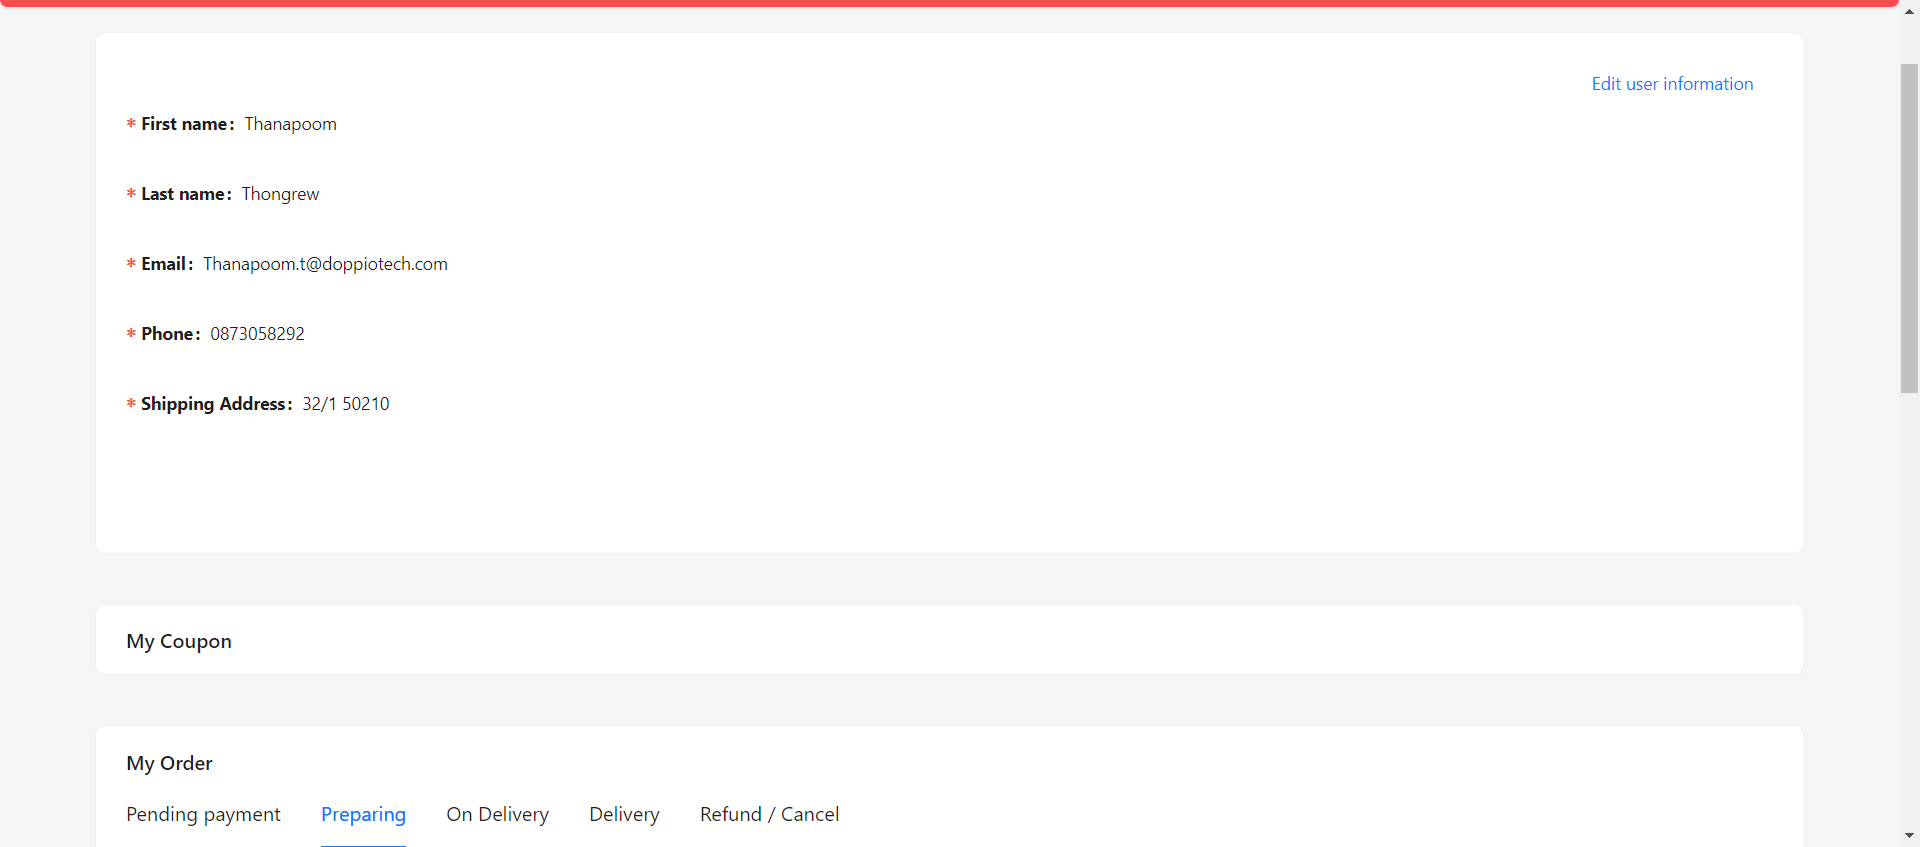 Edit user information
* First name: Thanapoom
* Last name: Thongrew
* Email: Thanapoom.t@doppiotech.com
* Phone: 0873058292
* Shipping Address: 32/1 50210
My Coupon
My Order
Pending payment Preparing On Delivery Delivery Refund / Cancel